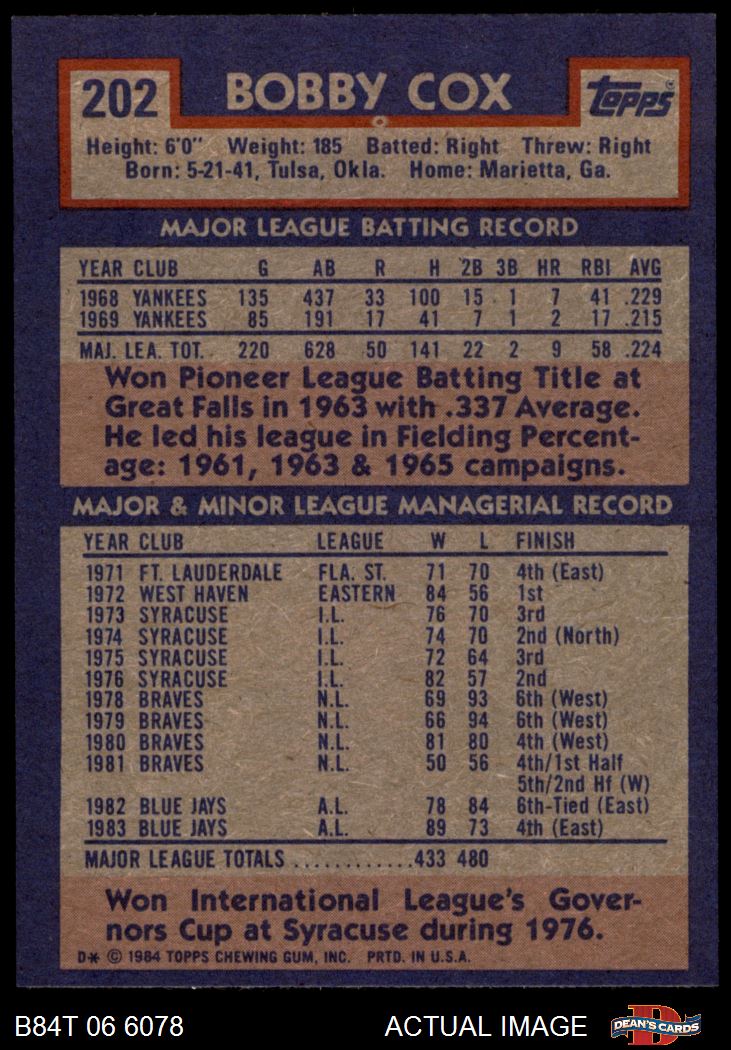 202 BOBBY COX topps
Height: 6'0" Weight: 185 Batted: Right Threw: Right
Born: 5-21-41, Tulsa, Okla. Home: Marietta, Ga.
MAJOR LEAGUE BATTING RECORD
YEAR CLUB G AB R H 2B 3B HR RBI AVG
1968 YANKEES 135 437 33 100 15 1 7 41 .229
1969 YANKEES 85 191 17 41 7 1 2 17 .215
MAJ. LEA. TOT. 220 628 50 141 22 2 9 58 .224
Won Pioneer League Batting Title at
Great Falls in 1963 with .337 Average.
He led his league in Fielding Percent-
age: 1961, 1963 & 1965 campaigns.
MAJOR & MINOR LEAGUE MANAGERIAL RECORD
YEAR CLUB LEAGUE W L FINISH
1971 FT. LAUDERDALE FLA. ST. 71 70 4th (East)
1972 WEST HAVEN EASTERN 84 56 1st
1973 SYRACUSE I.L. 76 70 3rd
1974 SYRACUSE I.L. 74 70 2nd (North)
1975 SYRACUSE I.L. 72 64 3rd
1976 SYRACUSE I.L. 82 57 2nd
1978 BRAVES N.L. 69 93 6th (West)
1979 BRAVES N.L. 66 94 6th (West)
1980 BRAVES N.L. 81 80 4th (West)
1981 BRAVES N.L. 50 56 4th/1st Half
5th/2nd Hf (W)
1982 BLUE JAYS A.L. 78 84 6th-Tied (East)
1983 BLUE JAYS A.L. 89 73 4th (East)
MAJOR LEAGUE TOTALS ............433 480
Won International League's Gover-
nors Cup at Syracuse during 1976.
D* © 1984 TOPPS CHEWING GUM, INC. PRTD. IN U.S.A.
B84T 06 6078 ACTUAL IMAGE DEAN'S CARDS